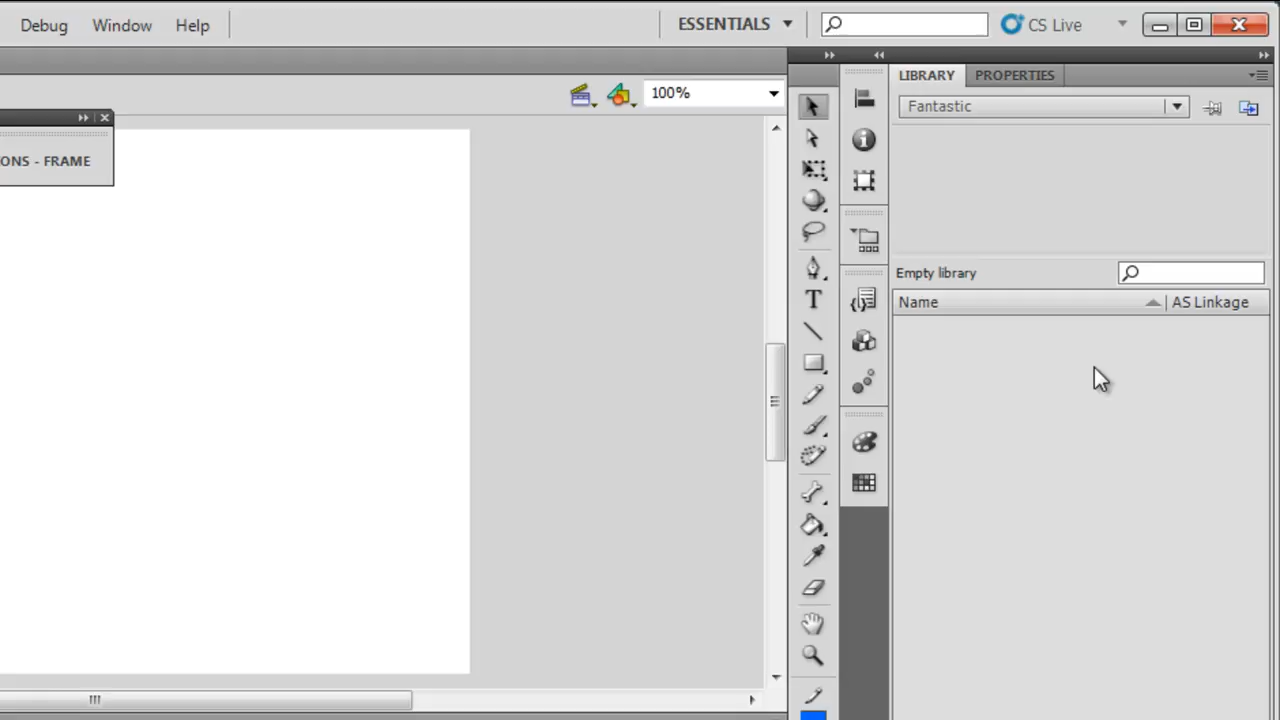 Debug Window Help ESSENTIALS CS Live
LIBRARY PROPERTIES
100%
Fantastic
ONS - FRAME
Empty library
Name AS Linkage